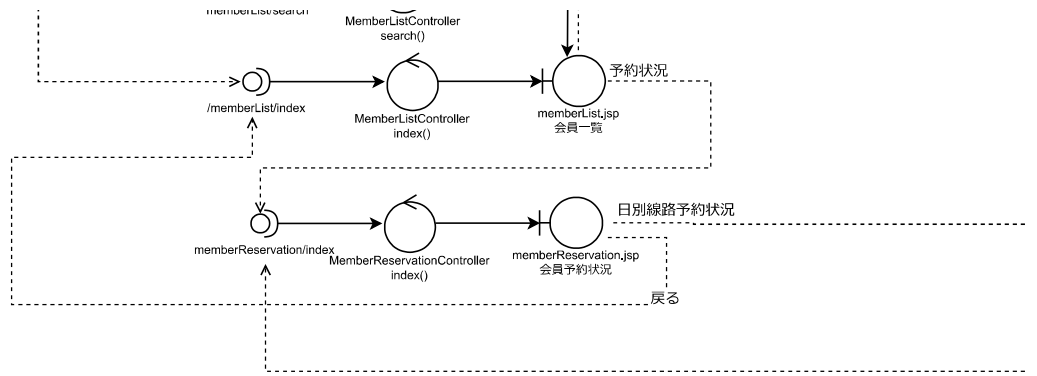 /memberList/search
MemberListController
search()
予約状況
/memberList/index
MemberListController
index()
memberList.jsp
会員一覧
日別線路予約状況
memberReservation/index
MemberReservationController
index()
memberReservation.jsp
会員予約状況
戻る